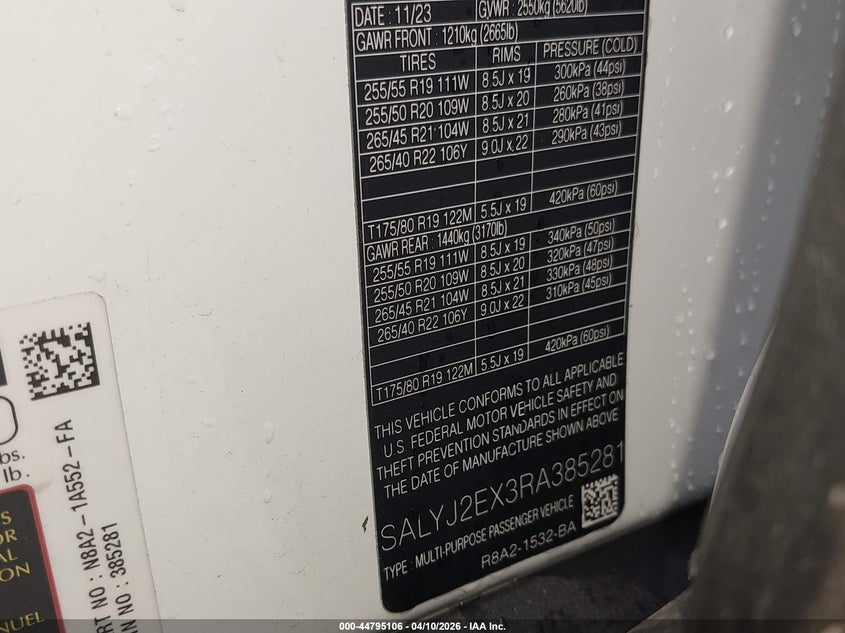 DATE : 11/23 GVWR : 2550kg (5620lb)
GAWR FRONT : 1210kg (2665lb)
TIRES RIMS PRESSURE (COLD)
255/55 R19 111W 8.5J x 19 300kPa (44psi)
255/50 R20 109W 8.5J x 20 260kPa (38psi)
265/45 R21 104W 8.5J x 21 280kPa (41psi)
265/40 R22 106Y 9.0J x 22 290kPa (43psi)
T175/80 R19 122M 5.5J x 19 420kPa (60psi)
GAWR REAR : 1440kg (3170lb)
255/55 R19 111W 8.5J x 19 340kPa (50psi)
255/50 R20 109W 8.5J x 20 320kPa (47psi)
265/45 R21 104W 8.5J x 21 330kPa (48psi)
265/40 R22 106Y 9.0J x 22 310kPa (45psi)
T175/80 R19 122M 5.5J x 19 420kPa (60psi)
THIS VEHICLE CONFORMS TO ALL APPLICABLE
U.S. FEDERAL MOTOR VEHICLE SAFETY AND
THEFT PREVENTION STANDARDS IN EFFECT ON
THE DATE OF MANUFACTURE SHOWN ABOVE
SALYJ2EX3RA385281
TYPE : MULTI-PURPOSE PASSENGER VEHICLE
R8A2-1532-BA
lb.
ART NO : N8A2-1A552-FA
N NO : 385281
000-44795106 - 04/10/2026 - IAA Inc.